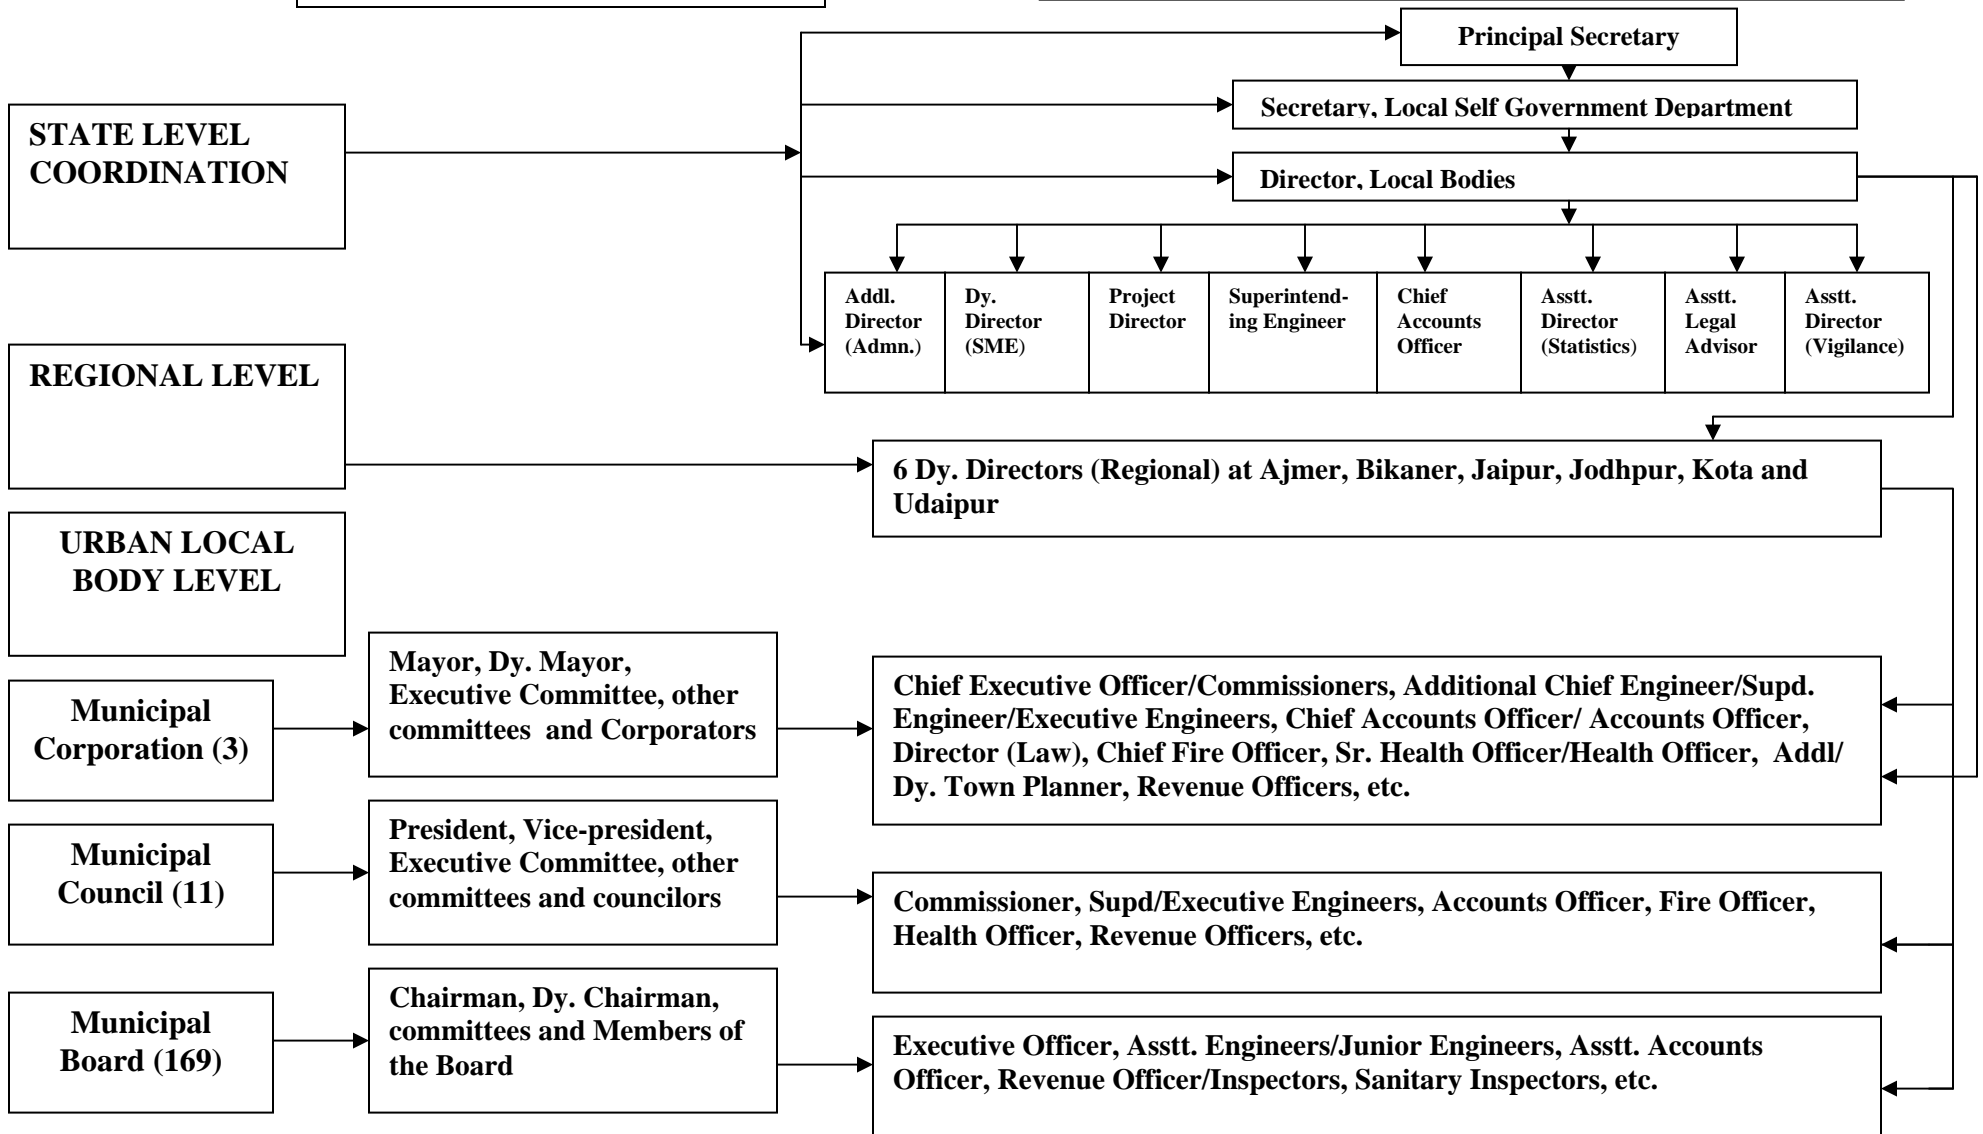 Principal Secretary
Secretary, Local Self Government Department
STATE LEVEL
COORDINATION
Director, Local Bodies
Addl.
Director
(Admn.)
Dy.
Director
(SME)
Project
Director
Superintend-
ing Engineer
Chief
Accounts
Officer
Asstt.
Director
(Statistics)
Asstt.
Legal
Advisor
Asstt.
Director
(Vigilance)
REGIONAL LEVEL
6 Dy. Directors (Regional) at Ajmer, Bikaner, Jaipur, Jodhpur, Kota and
Udaipur
URBAN LOCAL
BODY LEVEL
Municipal
Corporation (3)
Mayor, Dy. Mayor,
Executive Committee, other
committees and Corporators
Chief Executive Officer/Commissioners, Additional Chief Engineer/Supd.
Engineer/Executive Engineers, Chief Accounts Officer/ Accounts Officer,
Director (Law), Chief Fire Officer, Sr. Health Officer/Health Officer, Addl/
Dy. Town Planner, Revenue Officers, etc.
Municipal
Council (11)
President, Vice-president,
Executive Committee, other
committees and councilors
Commissioner, Supd/Executive Engineers, Accounts Officer, Fire Officer,
Health Officer, Revenue Officers, etc.
Municipal
Board (169)
Chairman, Dy. Chairman,
committees and Members of
the Board
Executive Officer, Asstt. Engineers/Junior Engineers, Asstt. Accounts
Officer, Revenue Officer/Inspectors, Sanitary Inspectors, etc.